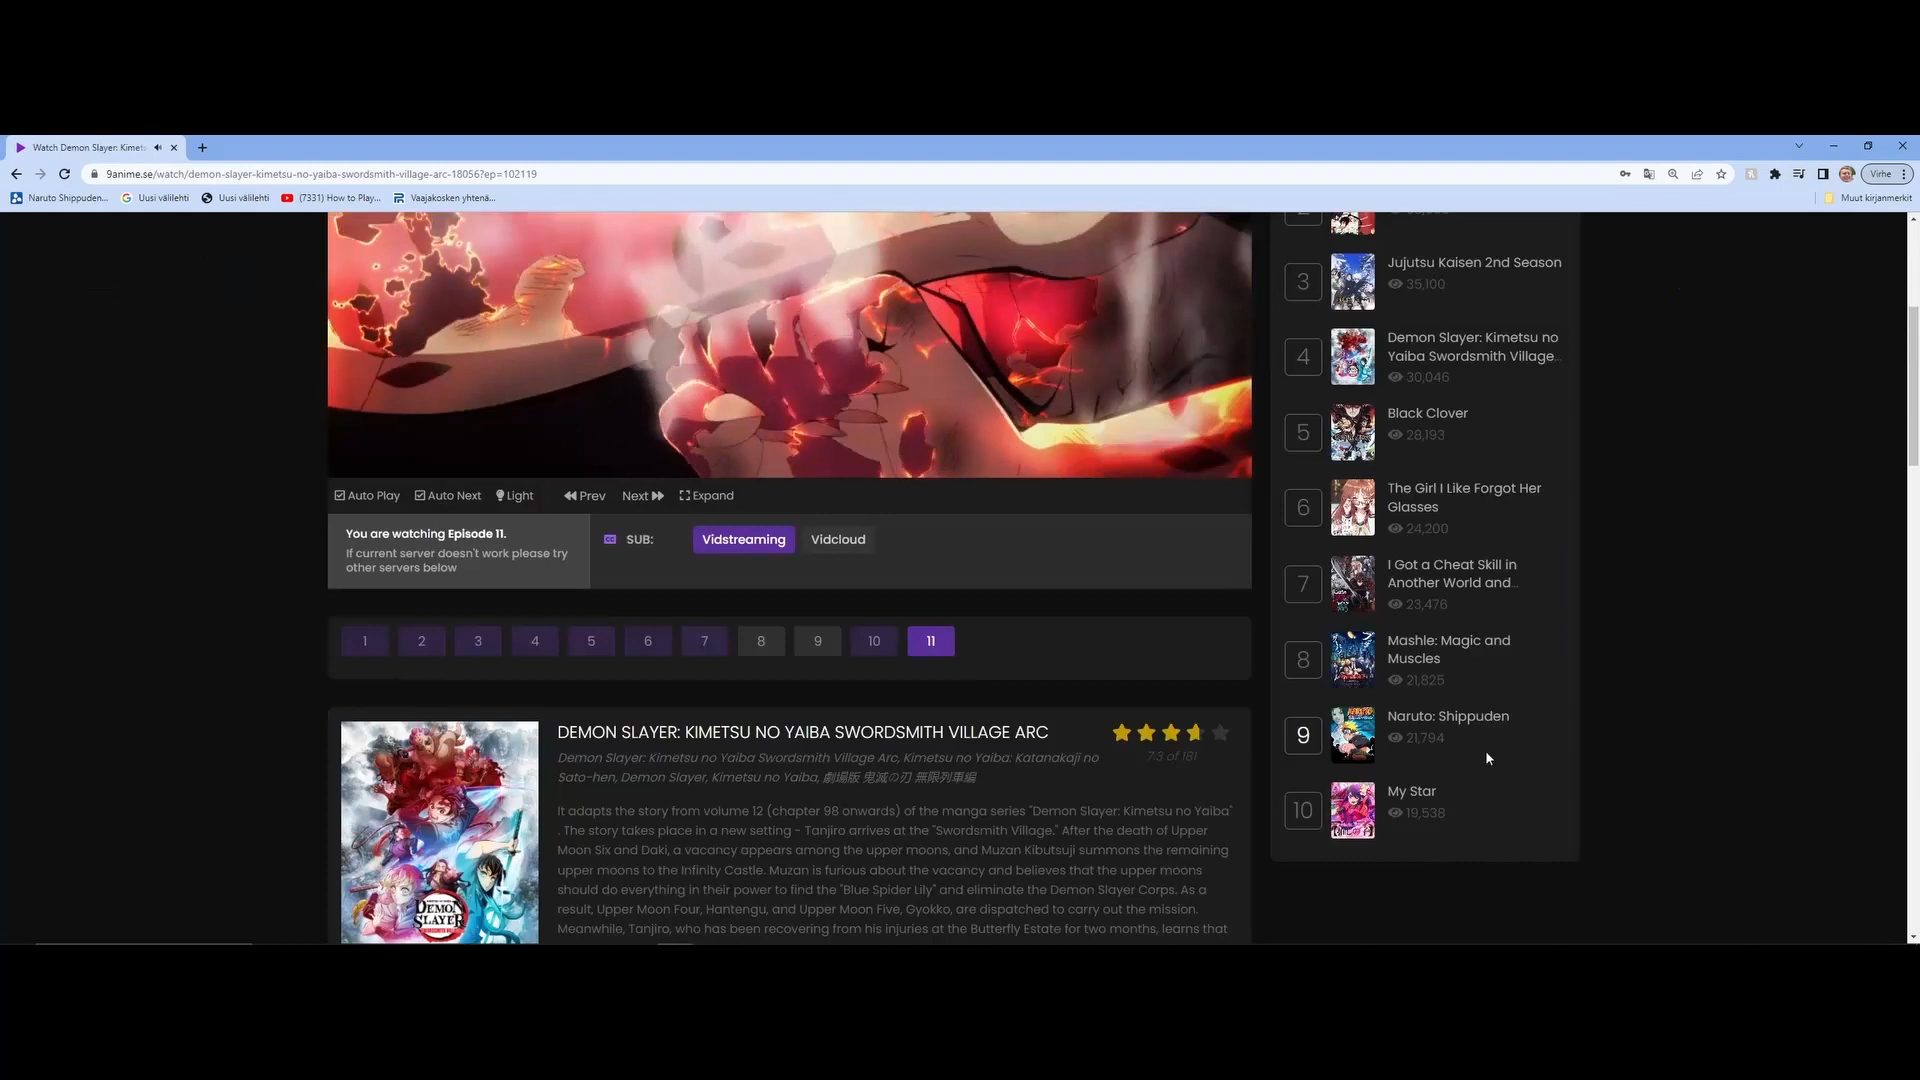 Watch Demon Slayer: Kimets
9anime.se/watch/demon-slayer-kimetsu-no-yaiba-swordsmith-village-arc-18056?ep=102119
Virhe
Naruto Shippuden...
Uusi välilehti
Uusi välilehti
(7331) How to Play...
Vaajakosken yhtenä...
Muut kirjanmerkit
Auto Play
Auto Next
Light
Prev
Next
Expand
You are watching Episode 11.
If current server doesn't work please try
other servers below
SUB:
Vidstreaming
Vidcloud
1 2 3 4 5 6 7 8 9 10 11
DEMON SLAYER: KIMETSU NO YAIBA SWORDSMITH VILLAGE ARC
7.3 of 181
Demon Slayer: Kimetsu no Yaiba Swordsmith Village Arc, Kimetsu no Yaiba: Katanakaji no
Sato-hen, Demon Slayer, Kimetsu no Yaiba, 劇場版 鬼滅の刃 無限列車編
It adapts the story from volume 12 (chapter 98 onwards) of the manga series "Demon Slayer: Kimetsu no Yaiba"
. The story takes place in a new setting - Tanjiro arrives at the "Swordsmith Village." After the death of Upper
Moon Six and Daki, a vacancy appears among the upper moons, and Muzan Kibutsuji summons the remaining
upper moons to the Infinity Castle. Muzan is furious about the vacancy and believes that the upper moons
should do everything in their power to find the "Blue Spider Lily" and eliminate the Demon Slayer Corps. As a
result, Upper Moon Four, Hantengu, and Upper Moon Five, Gyokko, are dispatched to carry out the mission.
Meanwhile, Tanjiro, who has been recovering from his injuries at the Butterfly Estate for two months, learns that
DEMON
SLAYER
3
Jujutsu Kaisen 2nd Season
35,100
4
Demon Slayer: Kimetsu no
Yaiba Swordsmith Village...
30,046
5
Black Clover
28,193
6
The Girl I Like Forgot Her
Glasses
24,200
7
I Got a Cheat Skill in
Another World and...
23,476
8
Mashle: Magic and
Muscles
21,825
9
Naruto: Shippuden
21,794
10
My Star
19,538